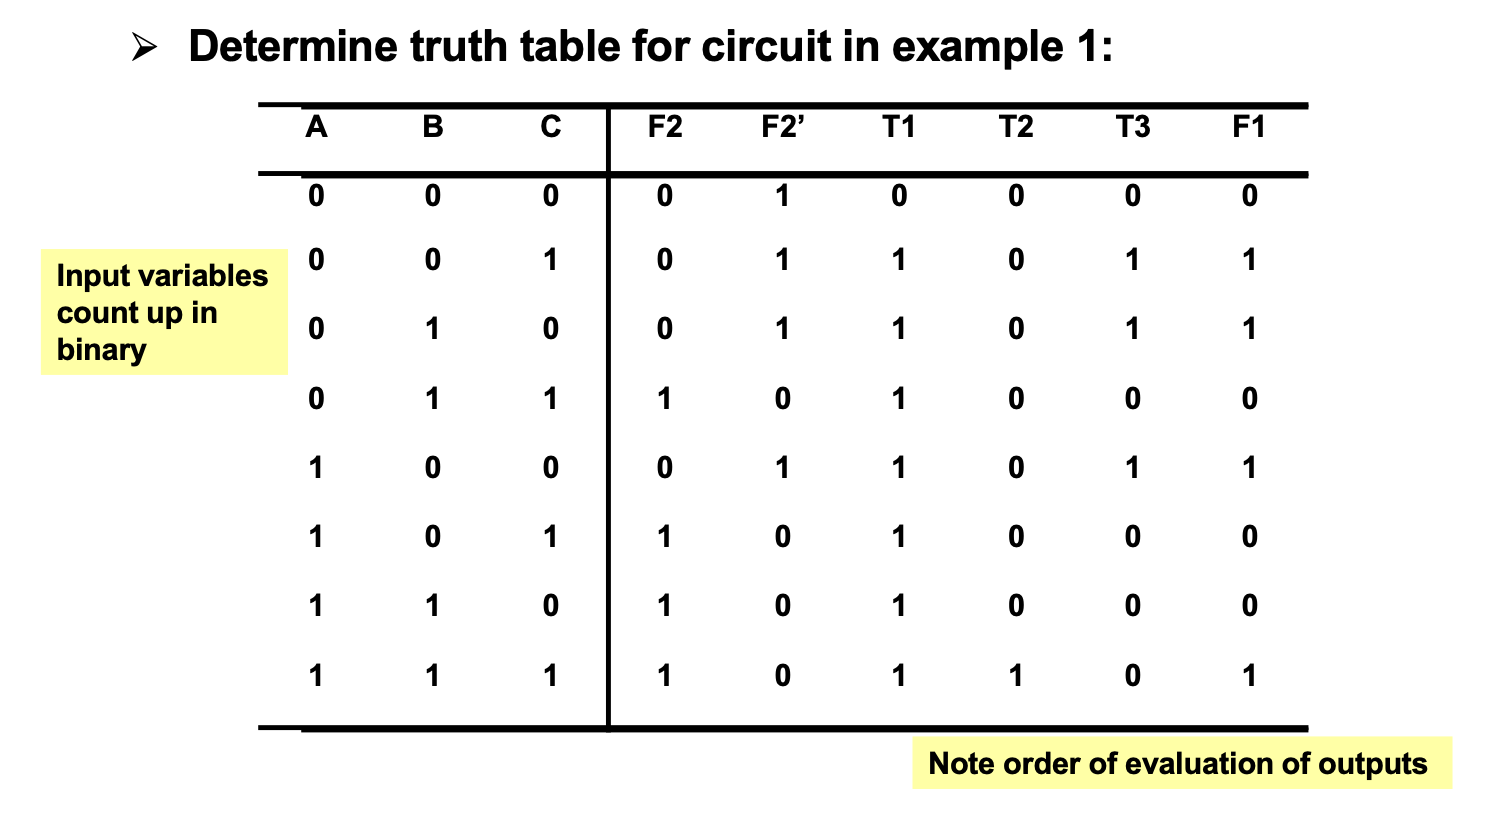 ➢ Determine truth table for circuit in example 1:
A B C F2 F2’ T1 T2 T3 F1
0 0 0 0 1 0 0 0 0
0 0 1 0 1 1 0 1 1
Input variables
count up in
binary
0 1 0 0 1 1 0 1 1
0 1 1 1 0 1 0 0 0
1 0 0 0 1 1 0 1 1
1 0 1 1 0 1 0 0 0
1 1 0 1 0 1 0 0 0
1 1 1 1 0 1 1 0 1
Note order of evaluation of outputs